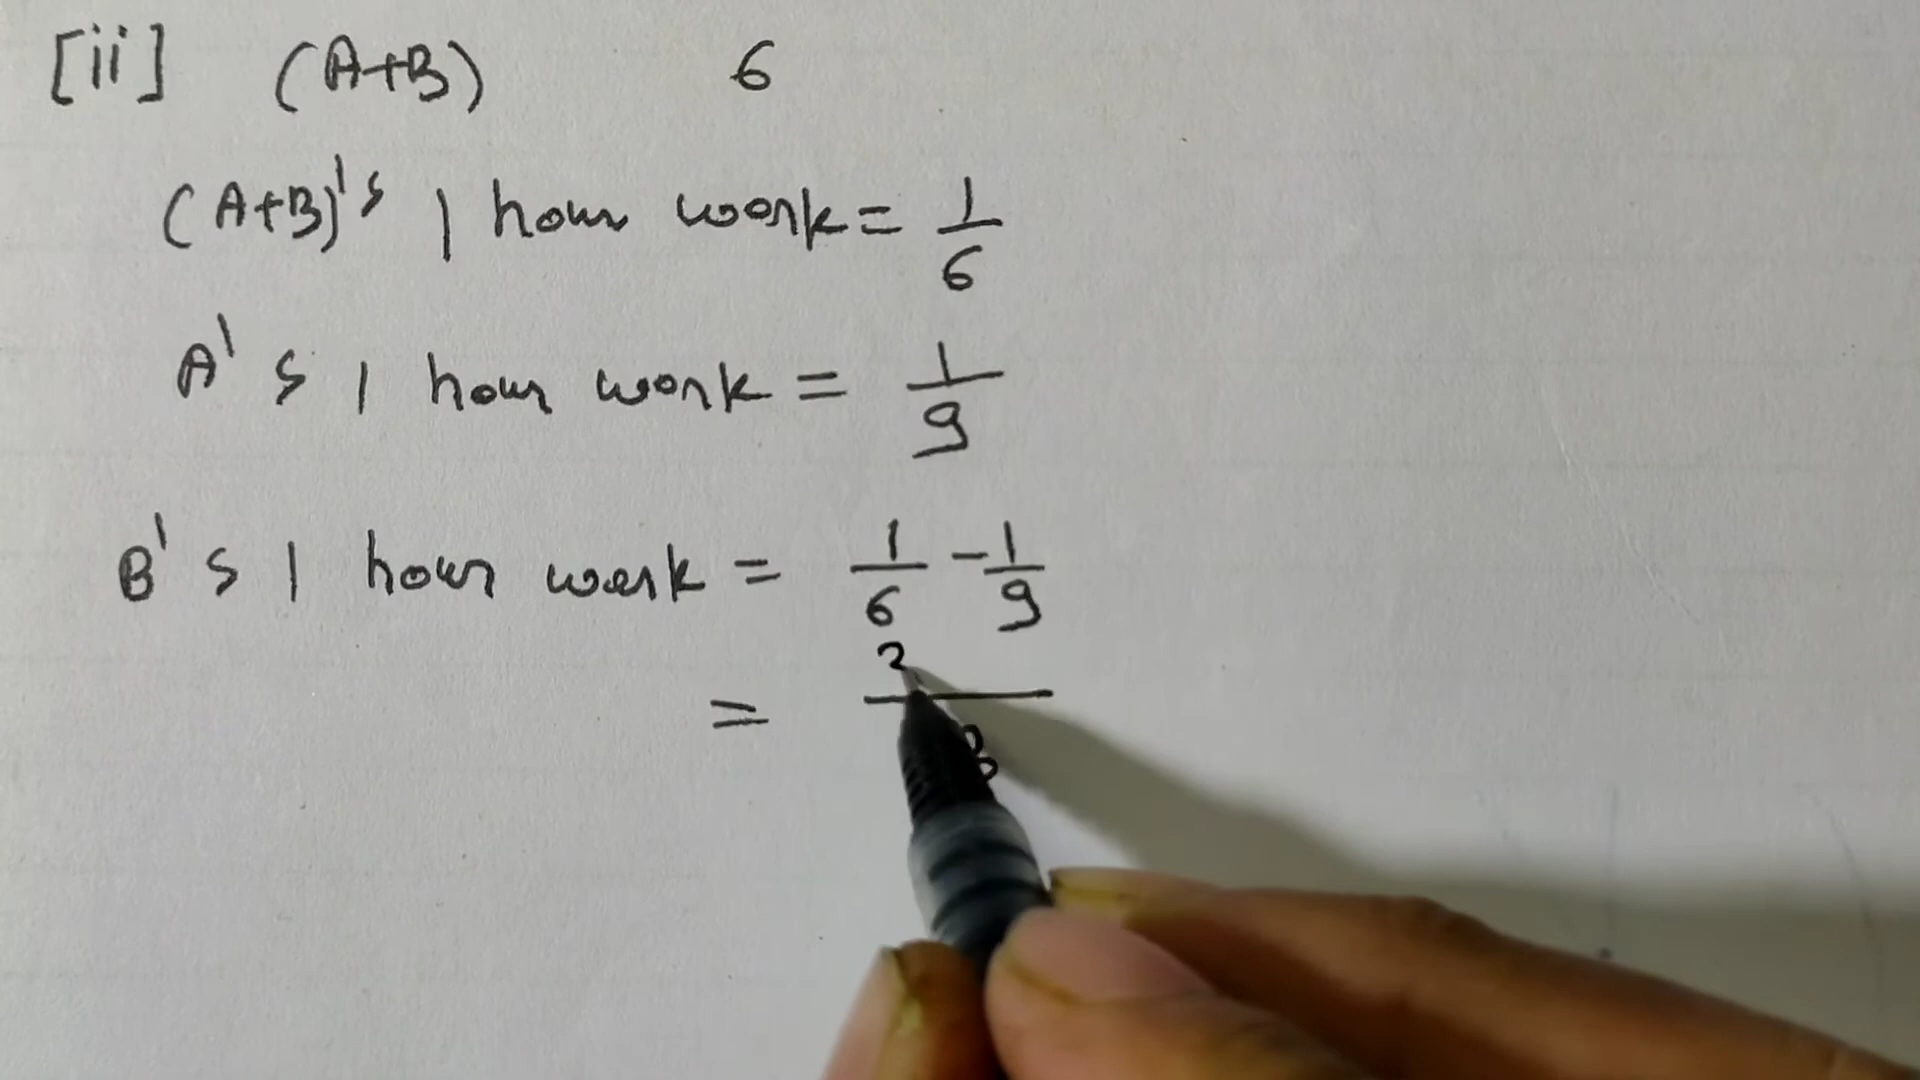 [ii] (A+B) 6
(A+B)'s 1 hour work = 1/6
A's 1 hour work = 1/9
B's 1 hour work = 1/6 - 1/9
= 3/8